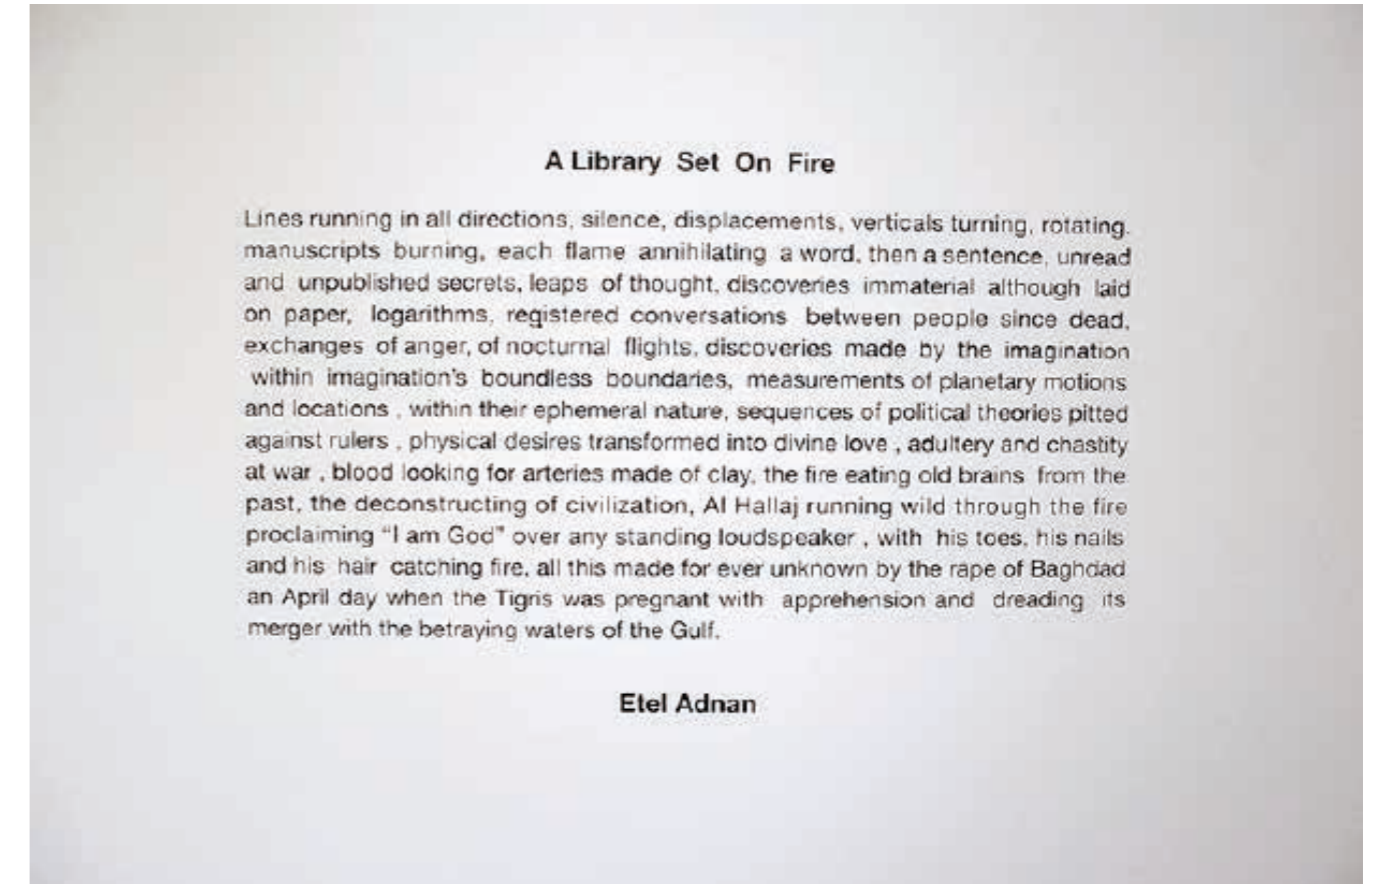 A Library Set On Fire
Lines running in all directions, silence, displacements, verticals turning, rotating.
manuscripts burning, each flame annihilating a word, then a sentence, unread
and unpublished secrets, leaps of thought, discoveries immaterial although laid
on paper, logarithms, registered conversations between people since dead,
exchanges of anger, of nocturnal flights, discoveries made by the imagination
within imagination's boundless boundaries, measurements of planetary motions
and locations , within their ephemeral nature, sequences of political theories pitted
against rulers , physical desires transformed into divine love , adultery and chastity
at war , blood looking for arteries made of clay, the fire eating old brains from the
past, the deconstructing of civilization, Al Hallaj running wild through the fire
proclaiming "I am God" over any standing loudspeaker , with his toes, his nails
and his hair catching fire, all this made for ever unknown by the rape of Baghdad
an April day when the Tigris was pregnant with apprehension and dreading its
merger with the betraying waters of the Gulf.
Etel Adnan